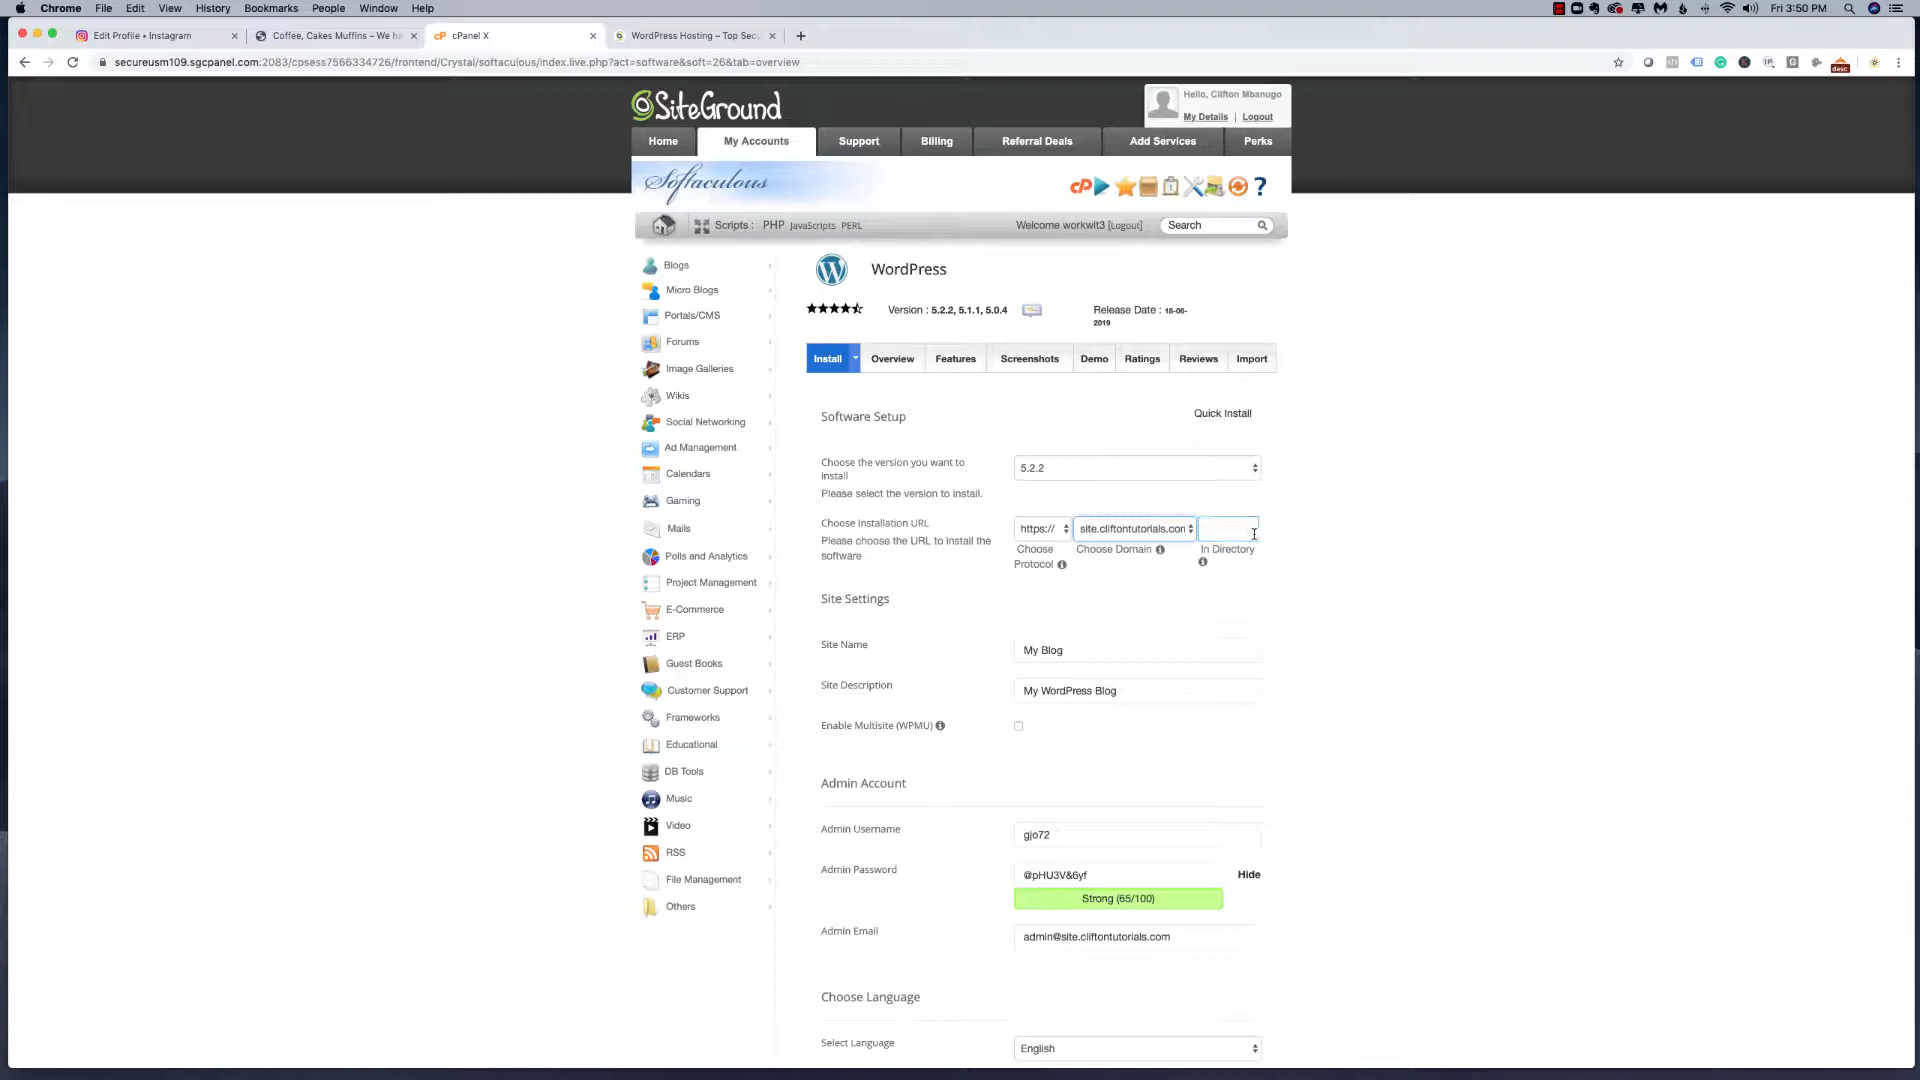 Chrome File Edit View History Bookmarks People Window Help Fri 3:50 PM
Edit Profile • Instagram Coffee, Cakes Muffins – We ha cPanel X WordPress Hosting – Top Sec
secureusm109.sgcpanel.com:2083/cpsess7566334726/frontend/Crystal/softaculous/index.live.php?act=software&soft=26&tab=overview
SiteGround
Hello, Clifton Mbanugo
My Details | Logout
Home My Accounts Support Billing Referral Deals Add Services Perks
Softaculous
cP ?
Scripts : PHP JavaScripts PERL Welcome workwit3 [Logout] Search
Blogs
Micro Blogs
Portals/CMS
Forums
Image Galleries
Wikis
Social Networking
Ad Management
Calendars
Gaming
Mails
Polls and Analytics
Project Management
E-Commerce
ERP
Guest Books
Customer Support
Frameworks
Educational
DB Tools
Music
Video
RSS
File Management
Others
WordPress
Version : 5.2.2, 5.1.1, 5.0.4
Release Date : 18-06-
2019
Install Overview Features Screenshots Demo Ratings Reviews Import
Software Setup
Quick Install
Choose the version you want to
install
Please select the version to install.
5.2.2
Choose Installation URL
Please choose the URL to install the
software
https:// site.cliftontutorials.con
Choose
Protocol
Choose Domain
In Directory
Site Settings
Site Name
My Blog
Site Description
My WordPress Blog
Enable Multisite (WPMU)
Admin Account
Admin Username
gjo72
Admin Password
@pHU3V&6yf
Hide
Strong (65/100)
Admin Email
admin@site.cliftontutorials.com
Choose Language
Select Language
English